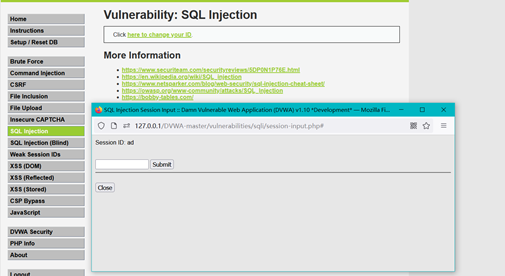 Vulnerability: SQL Injection
Home
Instructions
Setup / Reset DB
Brute Force
Command Injection
CSRF
File Inclusion
File Upload
Insecure CAPTCHA
SQL Injection
SQL Injection (Blind)
Weak Session IDs
XSS (DOM)
XSS (Reflected)
XSS (Stored)
CSP Bypass
JavaScript
DVWA Security
PHP Info
About
Logout
Click here to change your ID.
More Information
https://www.securiteam.com/securityreviews/5DP0N1P76E.html
https://en.wikipedia.org/wiki/SQL_injection
https://www.netsparker.com/blog/web-security/sql-injection-cheat-sheet/
https://owasp.org/www-community/attacks/SQL_Injection
https://bobby-tables.com/
SQL Injection Session Input :: Damn Vulnerable Web Application (DVWA) v1.10 *Development* — Mozilla Fi...
127.0.0.1/DVWA-master/vulnerabilities/sqli/session-input.php#
Session ID: ad
Submit
Close